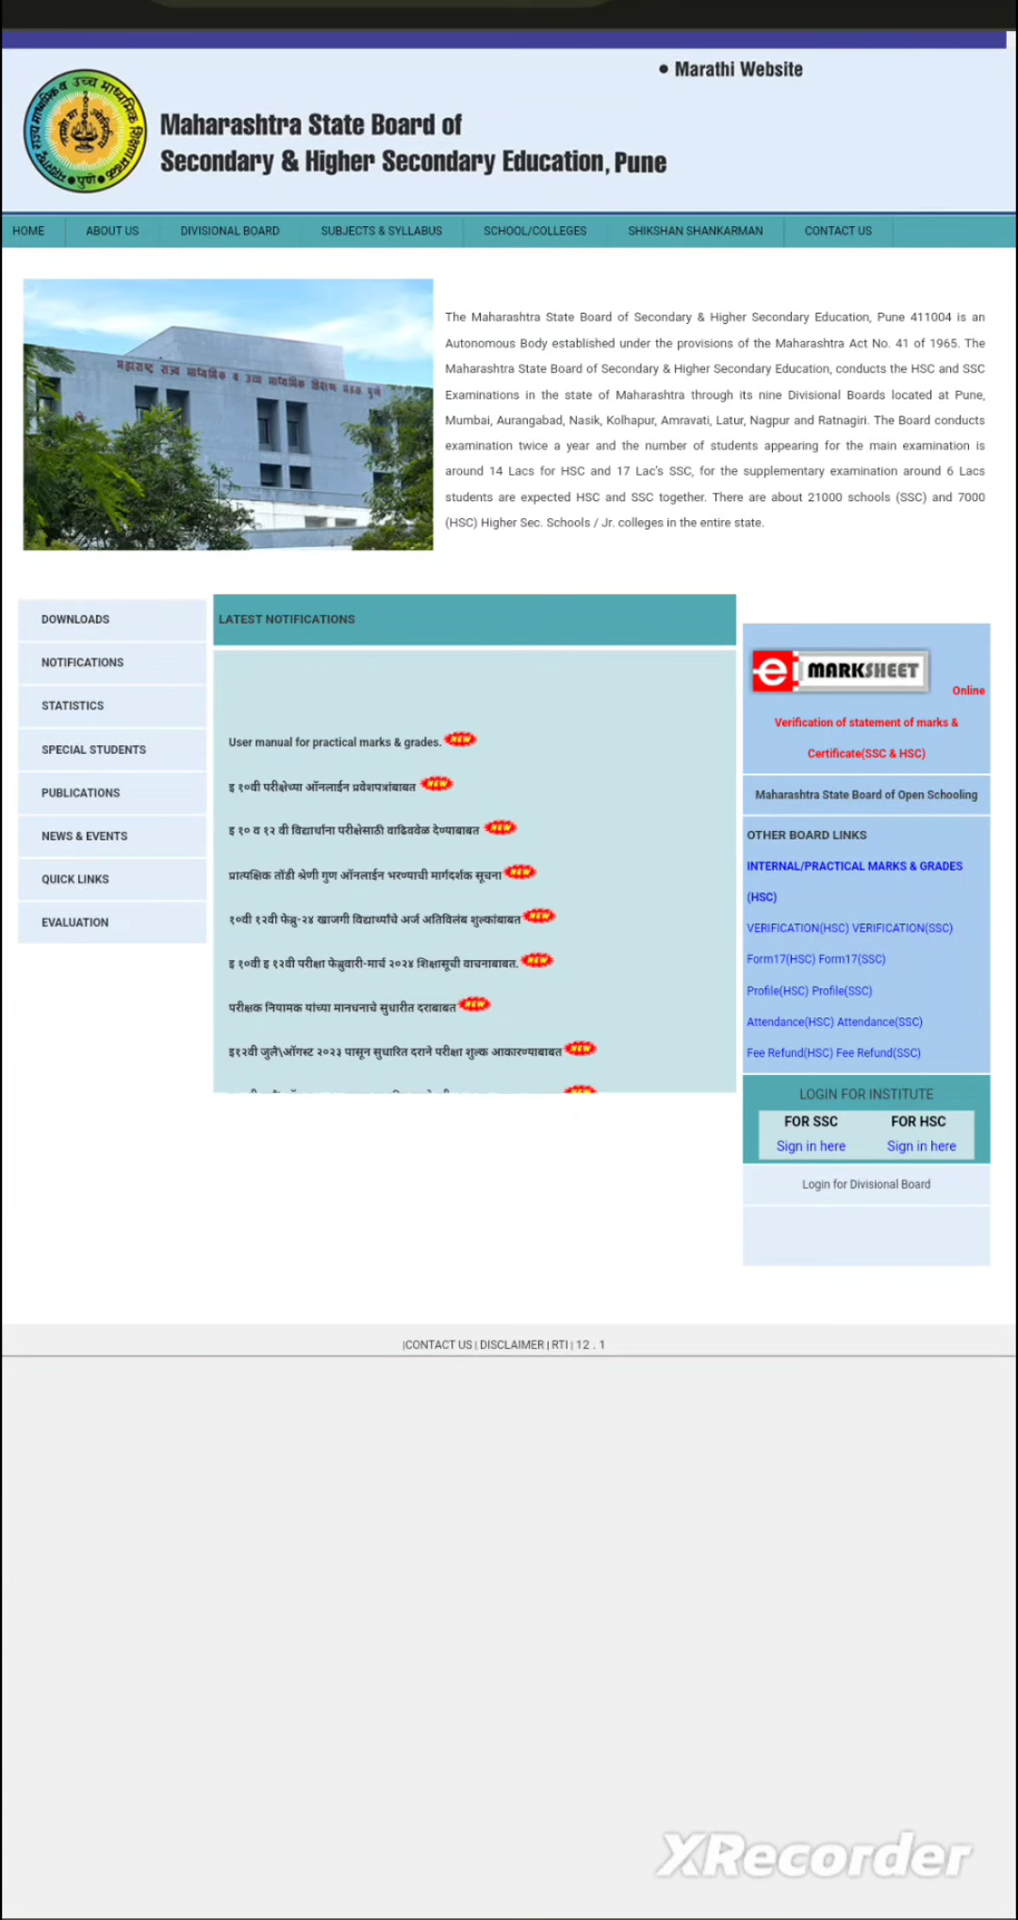 • Marathi Website
Maharashtra State Board of
Secondary & Higher Secondary Education, Pune
HOME ABOUT US DIVISIONAL BOARD SUBJECTS & SYLLABUS SCHOOL/COLLEGES SHIKSHAN SHANKARMAN CONTACT US
महाराष्ट्र राज्य माध्यमिक व उच्च माध्यमिक शिक्षण मंडळ पुणे
The Maharashtra State Board of Secondary & Higher Secondary Education, Pune 411004 is an
Autonomous Body established under the provisions of the Maharashtra Act No. 41 of 1965. The
Maharashtra State Board of Secondary & Higher Secondary Education, conducts the HSC and SSC
Examinations in the state of Maharashtra through its nine Divisional Boards located at Pune,
Mumbai, Aurangabad, Nasik, Kolhapur, Amravati, Latur, Nagpur and Ratnagiri. The Board conducts
examination twice a year and the number of students appearing for the main examination is
around 14 Lacs for HSC and 17 Lac's SSC, for the supplementary examination around 6 Lacs
students are expected HSC and SSC together. There are about 21000 schools (SSC) and 7000
(HSC) Higher Sec. Schools / Jr. colleges in the entire state.
DOWNLOADS
NOTIFICATIONS
STATISTICS
SPECIAL STUDENTS
PUBLICATIONS
NEWS & EVENTS
QUICK LINKS
EVALUATION
LATEST NOTIFICATIONS
User manual for practical marks & grades. NEW
इ १०वी परीक्षेच्या ऑनलाईन प्रवेशपत्रांबाबत NEW
इ १० व १२ वी विद्यार्थाना परीक्षेसाठी वाढिववेळ देण्याबाबत NEW
प्रात्यक्षिक तोंडी श्रेणी गुण ऑनलाईन भरण्याची मार्गदर्शक सूचना NEW
१०वी १२वी फेब्रु-२४ खाजगी विद्यार्थ्यांचे अर्ज अतिविलंब शुल्कांबाबत NEW
इ १०वी इ १२वी परीक्षा फेब्रुवारी-मार्च २०२४ शिक्षासूची वाचनाबाबत. NEW
परीक्षक नियामक यांच्या मानधनाचे सुधारीत दराबाबत NEW
इ१२वी जुलै\ऑगस्ट २०२३ पासून सुधारित दराने परीक्षा शुल्क आकारण्याबाबत NEW
e MARKSHEET Online
Verification of statement of marks &
Certificate(SSC & HSC)
Maharashtra State Board of Open Schooling
OTHER BOARD LINKS
INTERNAL/PRACTICAL MARKS & GRADES
(HSC)
VERIFICATION(HSC) VERIFICATION(SSC)
Form17(HSC) Form17(SSC)
Profile(HSC) Profile(SSC)
Attendance(HSC) Attendance(SSC)
Fee Refund(HSC) Fee Refund(SSC)
LOGIN FOR INSTITUTE
FOR SSC FOR HSC
Sign in here Sign in here
Login for Divisional Board
|CONTACT US | DISCLAIMER | RTI | 12 . 1
XRecorder